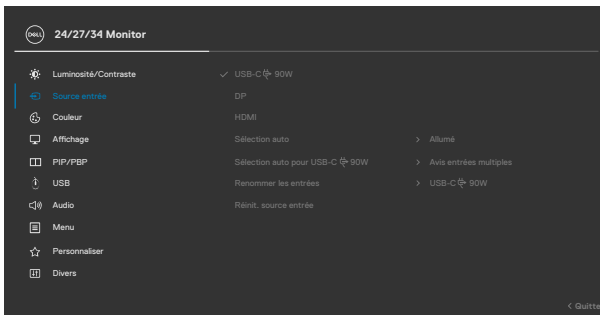 DELL 24/27/34 Monitor
Luminosité/Contraste ✓ USB-C 90W
Source entrée DP
Couleur HDMI
Affichage Sélection auto > Allumé
PIP/PBP Sélection auto pour USB-C 90W > Avis entrées multiples
USB Renommer les entrées > USB-C 90W
Audio Réinit. source entrée
Menu
Personnaliser
Divers
< Quitte